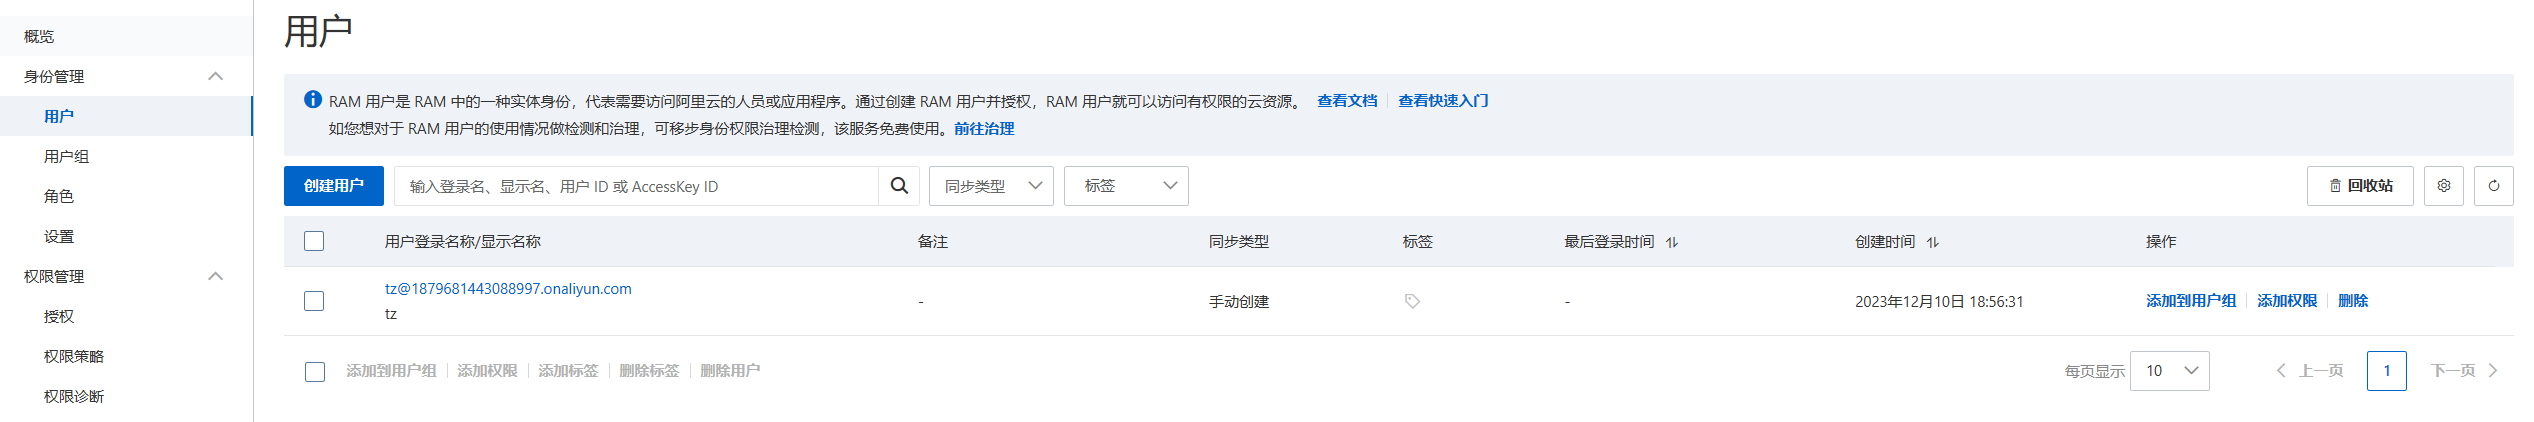 概览
身份管理
用户
用户组
角色
设置
权限管理
授权
权限策略
权限诊断
用户
RAM 用户是 RAM 中的一种实体身份，代表需要访问阿里云的人员或应用程序。通过创建 RAM 用户并授权，RAM 用户就可以访问有权限的云资源。 查看文档 查看快速入门
如您想对于 RAM 用户的使用情况做检测和治理，可移步身份权限治理检测，该服务免费使用。前往治理
创建用户 输入登录名、显示名、用户 ID 或 AccessKey ID 同步类型 标签 回收站
用户登录名称/显示名称 备注 同步类型 标签 最后登录时间 创建时间 操作
tz@1879681443088997.onaliyun.com
tz - 手动创建 - 2023年12月10日 18:56:31 添加到用户组 添加权限 删除
添加到用户组 添加权限 添加标签 删除标签 删除用户 每页显示 10 上一页 1 下一页